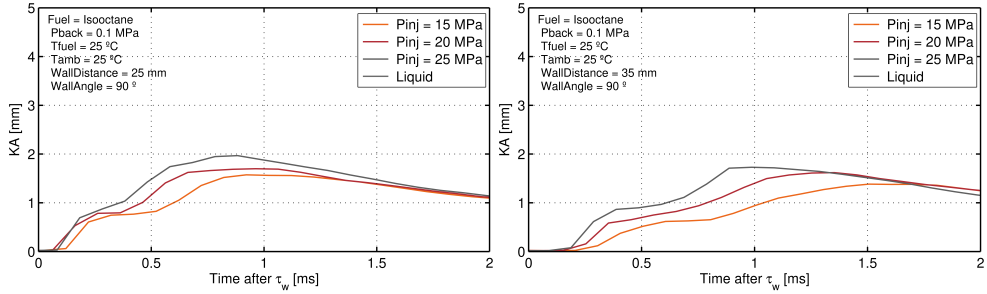 Fuel = Isooctane
Pback = 0.1 MPa
Tfuel = 25 ºC
Tamb = 25 ºC
WallDistance = 25 mm
WallAngle = 90 º
Pinj = 15 MPa
Pinj = 20 MPa
Pinj = 25 MPa
Liquid
KA [mm]
5
4
3
2
1
0
0
0.5
1
1.5
2
Time after τw [ms]
Fuel = Isooctane
Pback = 0.1 MPa
Tfuel = 25 ºC
Tamb = 25 ºC
WallDistance = 35 mm
WallAngle = 90 º
Pinj = 15 MPa
Pinj = 20 MPa
Pinj = 25 MPa
Liquid
KA [mm]
5
4
3
2
1
0
0
0.5
1
1.5
2
Time after τw [ms]